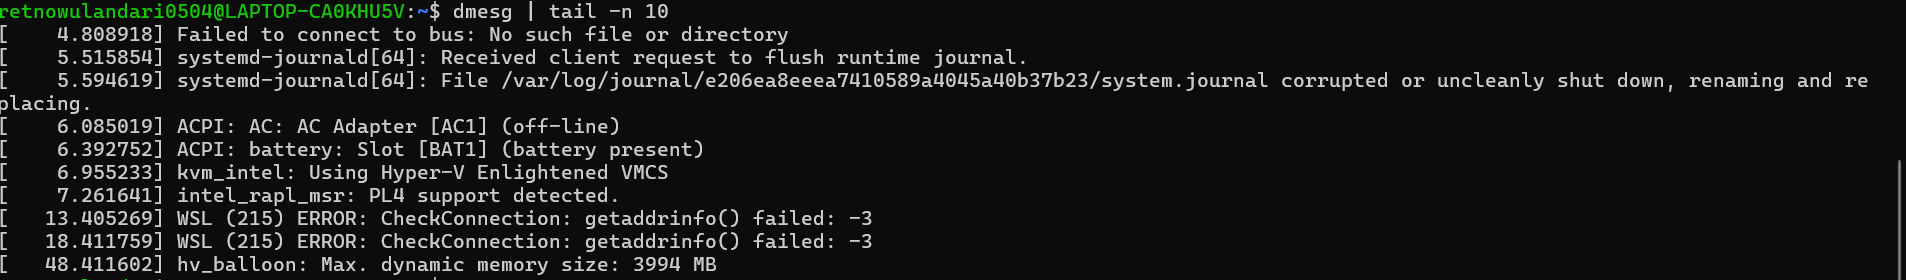 retnowulandari0504@LAPTOP-CA0KHU5V:~$ dmesg | tail -n 10
[    4.808918] Failed to connect to bus: No such file or directory
[    5.515854] systemd-journald[64]: Received client request to flush runtime journal.
[    5.594619] systemd-journald[64]: File /var/log/journal/e206ea8eeea7410589a4045a40b37b23/system.journal corrupted or uncleanly shut down, renaming and re
placing.
[    6.085019] ACPI: AC: AC Adapter [AC1] (off-line)
[    6.392752] ACPI: battery: Slot [BAT1] (battery present)
[    6.955233] kvm_intel: Using Hyper-V Enlightened VMCS
[    7.261641] intel_rapl_msr: PL4 support detected.
[   13.405269] WSL (215) ERROR: CheckConnection: getaddrinfo() failed: -3
[   18.411759] WSL (215) ERROR: CheckConnection: getaddrinfo() failed: -3
[   48.411602] hv_balloon: Max. dynamic memory size: 3994 MB